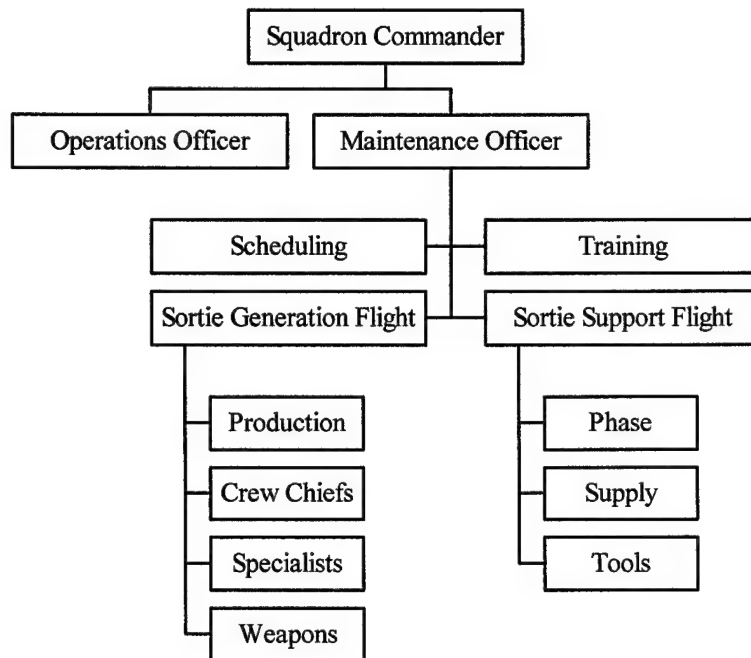 Squadron Commander
Operations Officer
Maintenance Officer
Scheduling
Training
Sortie Generation Flight
Sortie Support Flight
Production
Phase
Crew Chiefs
Supply
Specialists
Tools
Weapons